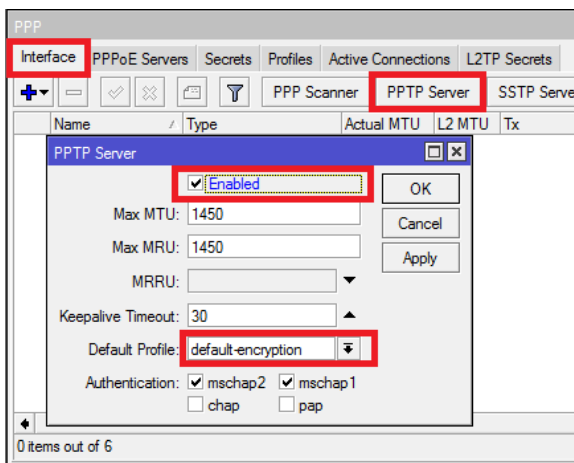 PPP
Interface PPPoE Servers Secrets Profiles Active Connections L2TP Secrets
PPP Scanner PPTP Server SSTP Serve
Name Type Actual MTU L2 MTU Tx
PPTP Server
Enabled
OK
Max MTU: 1450
Cancel
Max MRU: 1450
Apply
MRRU:
Keepalive Timeout: 30
Default Profile: default-encryption
Authentication: mschap2 mschap1
chap pap
0 items out of 6